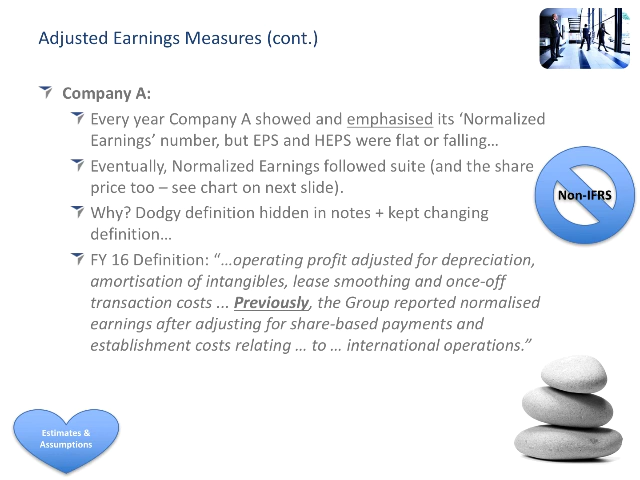 Adjusted Earnings Measures (cont.)
Company A:
Every year Company A showed and emphasised its ‘Normalized
Earnings’ number, but EPS and HEPS were flat or falling…
Eventually, Normalized Earnings followed suite (and the share
price too – see chart on next slide).
Why? Dodgy definition hidden in notes + kept changing
definition…
FY 16 Definition: “…operating profit adjusted for depreciation,
amortisation of intangibles, lease smoothing and once-off
transaction costs ... Previously, the Group reported normalised
earnings after adjusting for share-based payments and
establishment costs relating … to … international operations.”
Non-IFRS
Estimates &
Assumptions